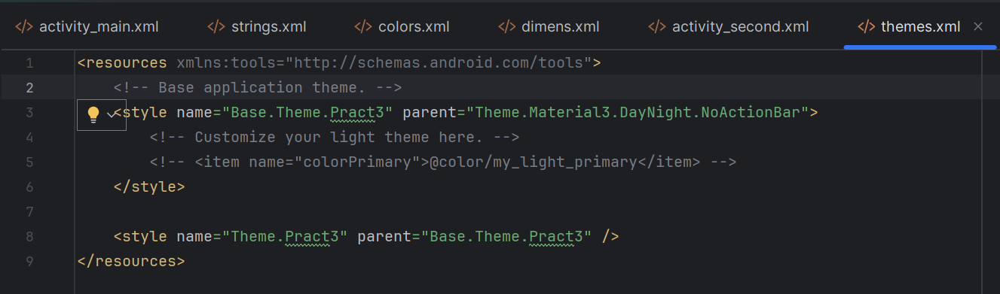 </> activity_main.xml </> strings.xml </> colors.xml </> dimens.xml </> activity_second.xml </> themes.xml ×
1 <resources xmlns:tools="http://schemas.android.com/tools">
2 <!-- Base application theme. -->
3 <style name="Base.Theme.Pract3" parent="Theme.Material3.DayNight.NoActionBar">
4 <!-- Customize your light theme here. -->
5 <!-- <item name="colorPrimary">@color/my_light_primary</item> -->
6 </style>
7
8 <style name="Theme.Pract3" parent="Base.Theme.Pract3" />
9 </resources>